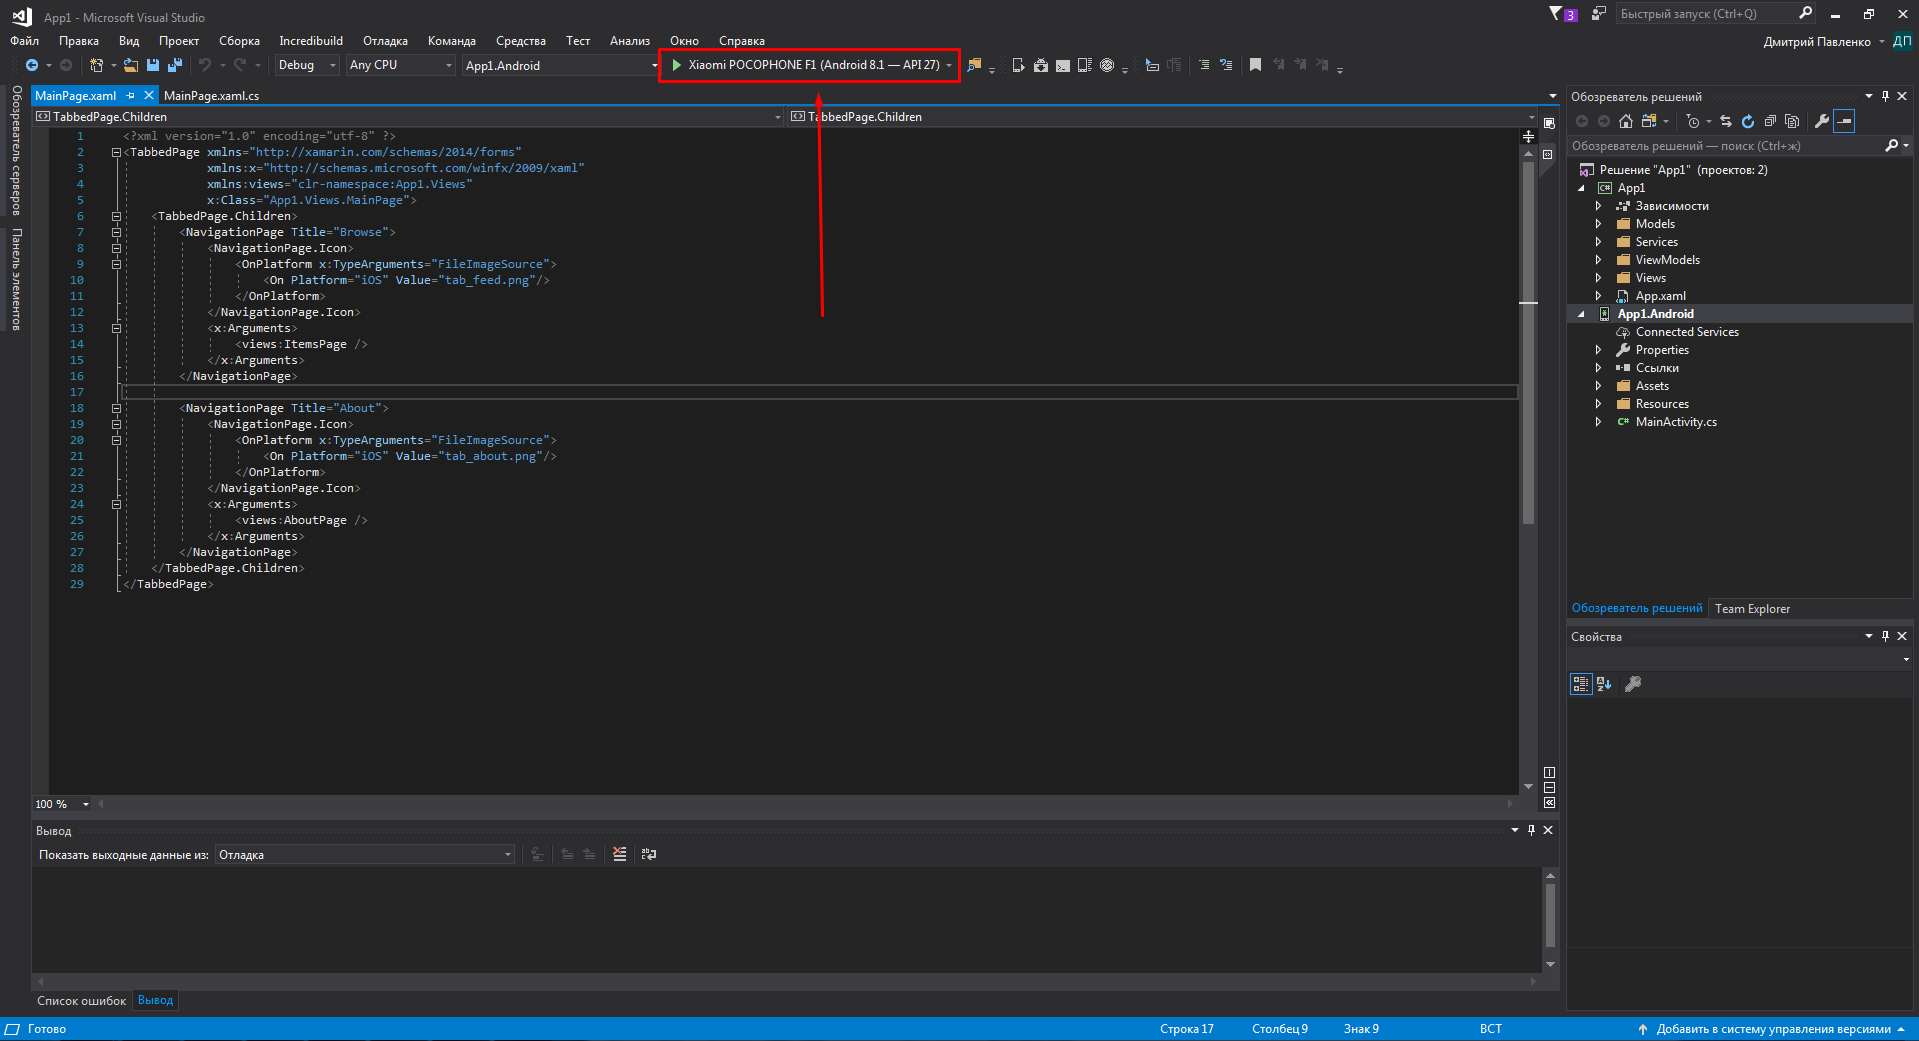 App1 - Microsoft Visual Studio
3
Быстрый запуск (Ctrl+Q)
Файл Правка Вид Проект Сборка Incredibuild Отладка Команда Средства Тест Анализ Окно Справка
Дмитрий Павленко ДП
Debug Any CPU App1.Android Xiaomi POCOPHONE F1 (Android 8.1 — API 27)
Обозреватель серверов
Панель элементов
MainPage.xaml MainPage.xaml.cs
TabbedPage.Children TabbedPage.Children
1 <?xml version="1.0" encoding="utf-8" ?>
2 <TabbedPage xmlns="http://xamarin.com/schemas/2014/forms"
3 xmlns:x="http://schemas.microsoft.com/winfx/2009/xaml"
4 xmlns:views="clr-namespace:App1.Views"
5 x:Class="App1.Views.MainPage">
6 <TabbedPage.Children>
7 <NavigationPage Title="Browse">
8 <NavigationPage.Icon>
9 <OnPlatform x:TypeArguments="FileImageSource">
10 <On Platform="iOS" Value="tab_feed.png"/>
11 </OnPlatform>
12 </NavigationPage.Icon>
13 <x:Arguments>
14 <views:ItemsPage />
15 </x:Arguments>
16 </NavigationPage>
17
18 <NavigationPage Title="About">
19 <NavigationPage.Icon>
20 <OnPlatform x:TypeArguments="FileImageSource">
21 <On Platform="iOS" Value="tab_about.png"/>
22 </OnPlatform>
23 </NavigationPage.Icon>
24 <x:Arguments>
25 <views:AboutPage />
26 </x:Arguments>
27 </NavigationPage>
28 </TabbedPage.Children>
29 </TabbedPage>
100 %
Вывод
Показать выходные данные из: Отладка
Список ошибок Вывод
Обозреватель решений
Обозреватель решений — поиск (Ctrl+ж)
Решение "App1" (проектов: 2)
C# App1
Зависимости
Models
Services
ViewModels
Views
App.xaml
App1.Android
Connected Services
Properties
Ссылки
Assets
Resources
C# MainActivity.cs
Обозреватель решений Team Explorer
Свойства
Готово Строка 17 Столбец 9 Знак 9 ВСТ Добавить в систему управления версиями